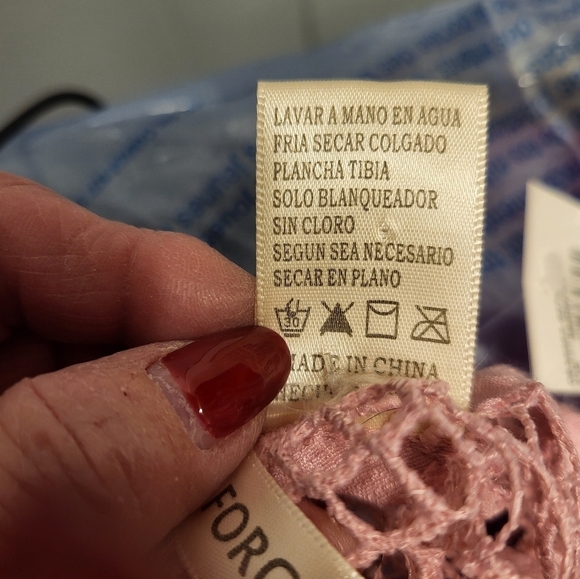 LAVAR A MANO EN AGUA
FRIA SECAR COLGADO
PLANCHA TIBIA
SOLO BLANQUEADOR
SIN CLORO
SEGUN SEA NECESARIO
SECAR EN PLANO
30
MADE IN CHINA
FORC